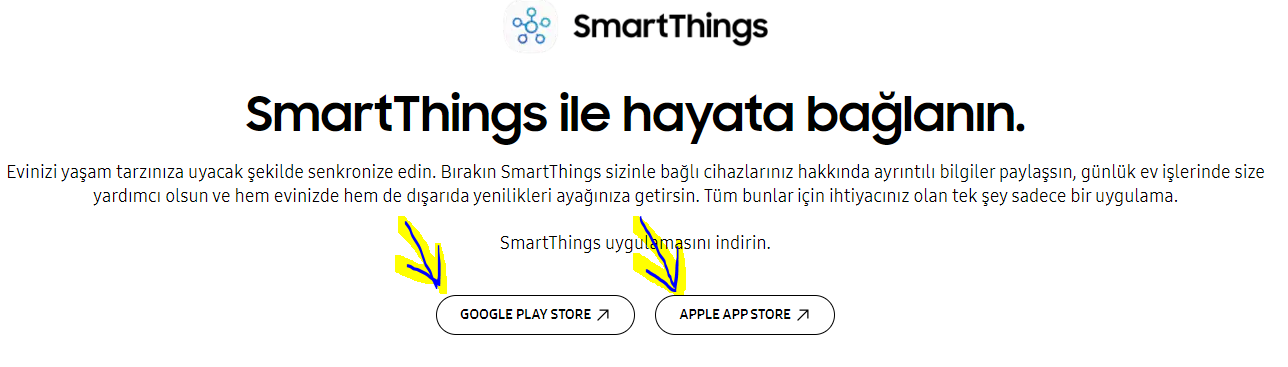 SmartThings
SmartThings ile hayata bağlanın.
Evinizi yaşam tarzınıza uyacak şekilde senkronize edin. Bırakın SmartThings sizinle bağlı cihazlarınız hakkında ayrıntılı bilgiler paylaşsın, günlük ev işlerinde size
yardımcı olsun ve hem evinizde hem de dışarıda yenilikleri ayağınıza getirsin. Tüm bunlar için ihtiyacınız olan tek şey sadece bir uygulama.
SmartThings uygulamasını indirin.
GOOGLE PLAY STORE
APPLE APP STORE